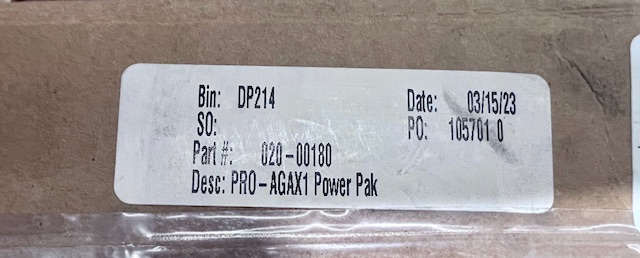 Bin: DP214 Date: 03/15/23
SO: PO: 105701 0
Part #: 020-00180
Desc: PRO-AGAX1 Power Pak